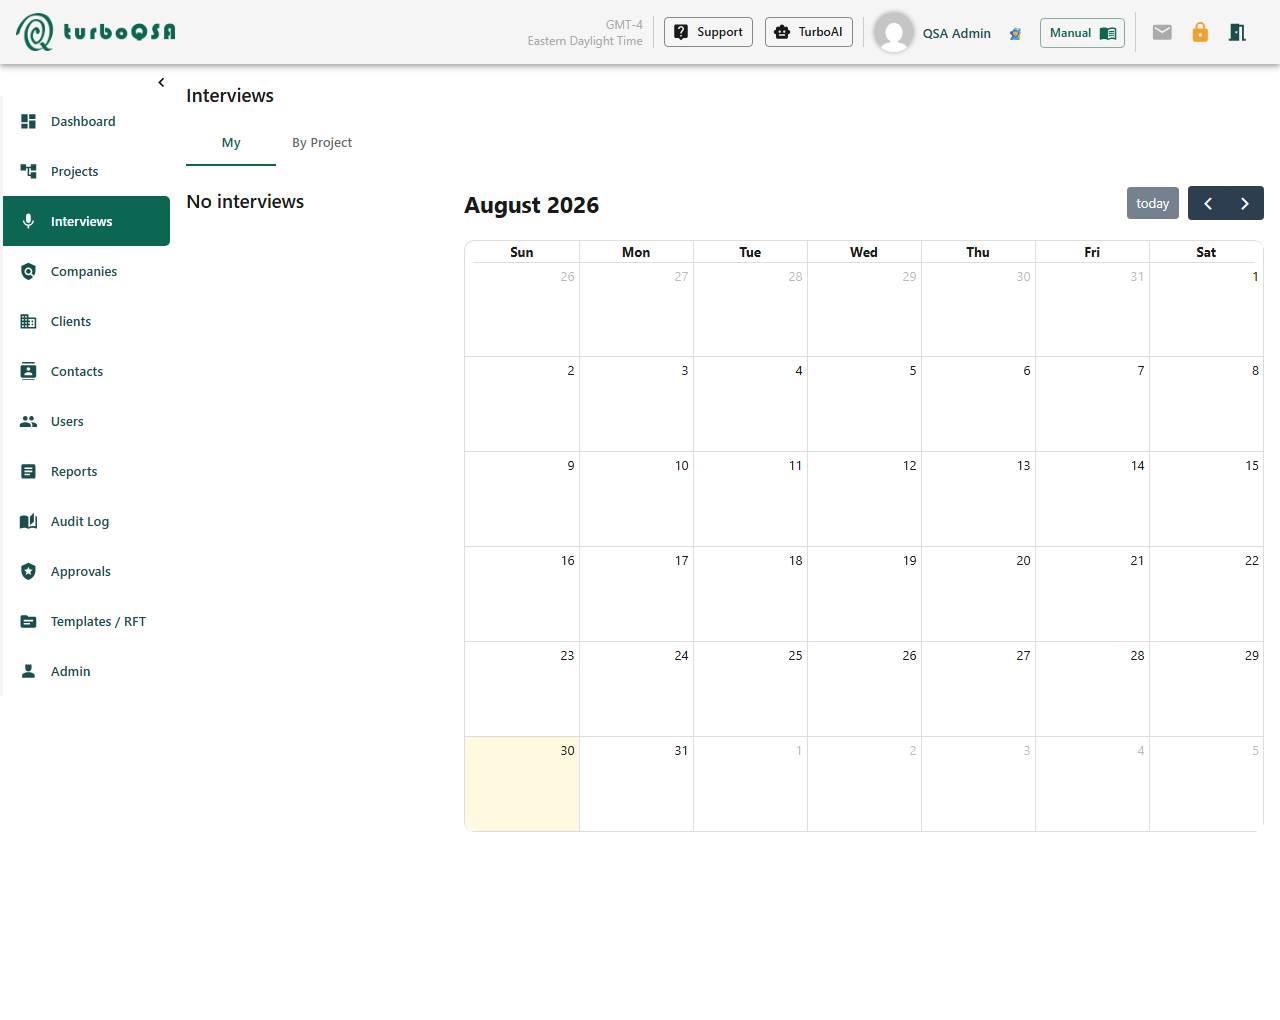 turboQSA
GMT-4
Eastern Daylight Time
Support
TurboAI
QSA Admin
Manual
Dashboard
Projects
Interviews
Companies
Clients
Contacts
Users
Reports
Audit Log
Approvals
Templates / RFT
Admin
Interviews
My By Project
No interviews
August 2026
today
Sun Mon Tue Wed Thu Fri Sat
26 27 28 29 30 31 1
2 3 4 5 6 7 8
9 10 11 12 13 14 15
16 17 18 19 20 21 22
23 24 25 26 27 28 29
30 31 1 2 3 4 5